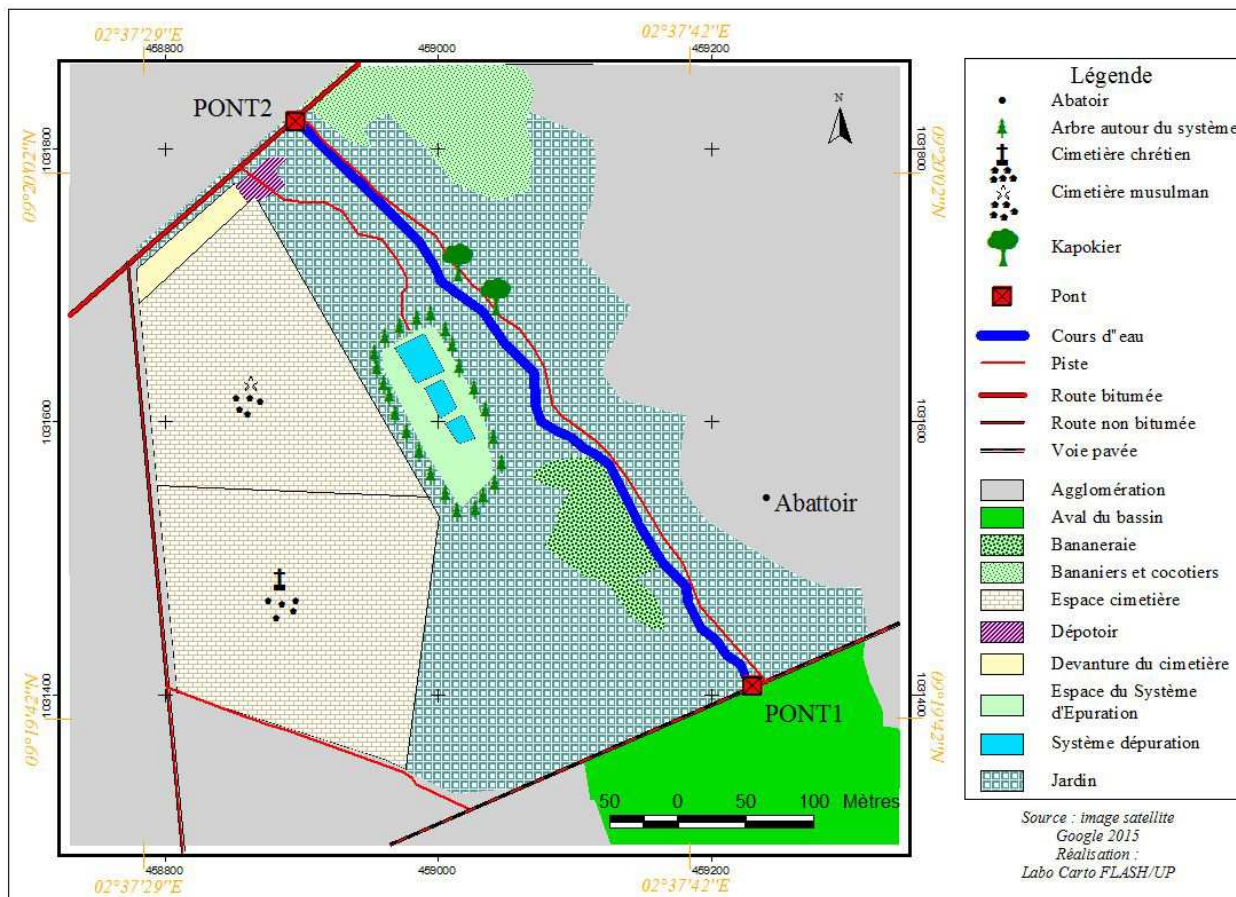 02°37'29"E
02°37'42"E
458800
459000
459200
PONT2
N
1031800
09°20'02"N
1031800
09°20'02"N
1031600
1031600
Abattoir
1031400
09°19'42"N
1031400
09°19'42"N
PONT1
50 0 50 100 Mètres
458800
459000
459200
02°37'29"E
02°37'42"E
Légende
Abatoir
Arbre autour du système
Cimetière chrétien
Cimetière musulman
Kapokier
Pont
Cours d"eau
Piste
Route bitumée
Route non bitumée
Voie pavée
Agglomération
Aval du bassin
Bananeraie
Bananiers et cocotiers
Espace cimetière
Dépotoir
Devanture du cimetière
Espace du Système
d'Epuration
Système dépuration
Jardin
Source : image satellite
Google 2015
Réalisation :
Labo Carto FLASH/UP